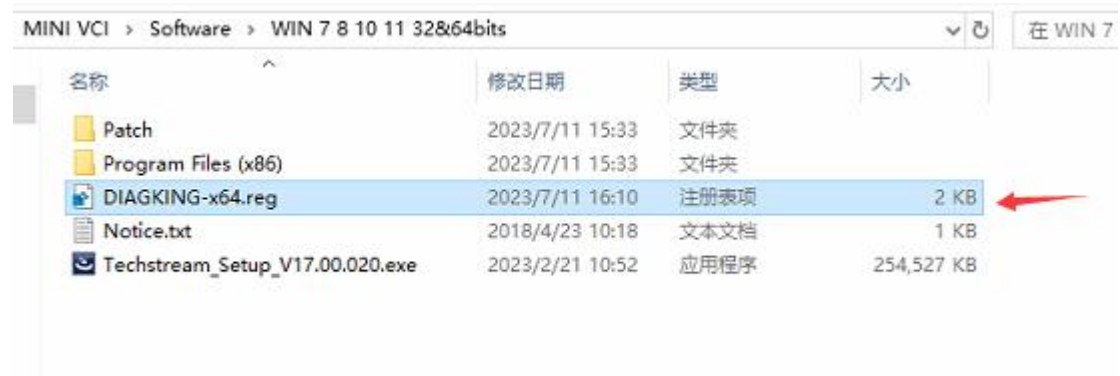 MINI VCI > Software > WIN 7 8 10 11 32&64bits 在 WIN 7
名称 修改日期 类型 大小
Patch 2023/7/11 15:33 文件夹
Program Files (x86) 2023/7/11 15:33 文件夹
DIAGKING-x64.reg 2023/7/11 16:10 注册表项 2 KB
Notice.txt 2018/4/23 10:18 文本文档 1 KB
Techstream_Setup_V17.00.020.exe 2023/2/21 10:52 应用程序 254,527 KB